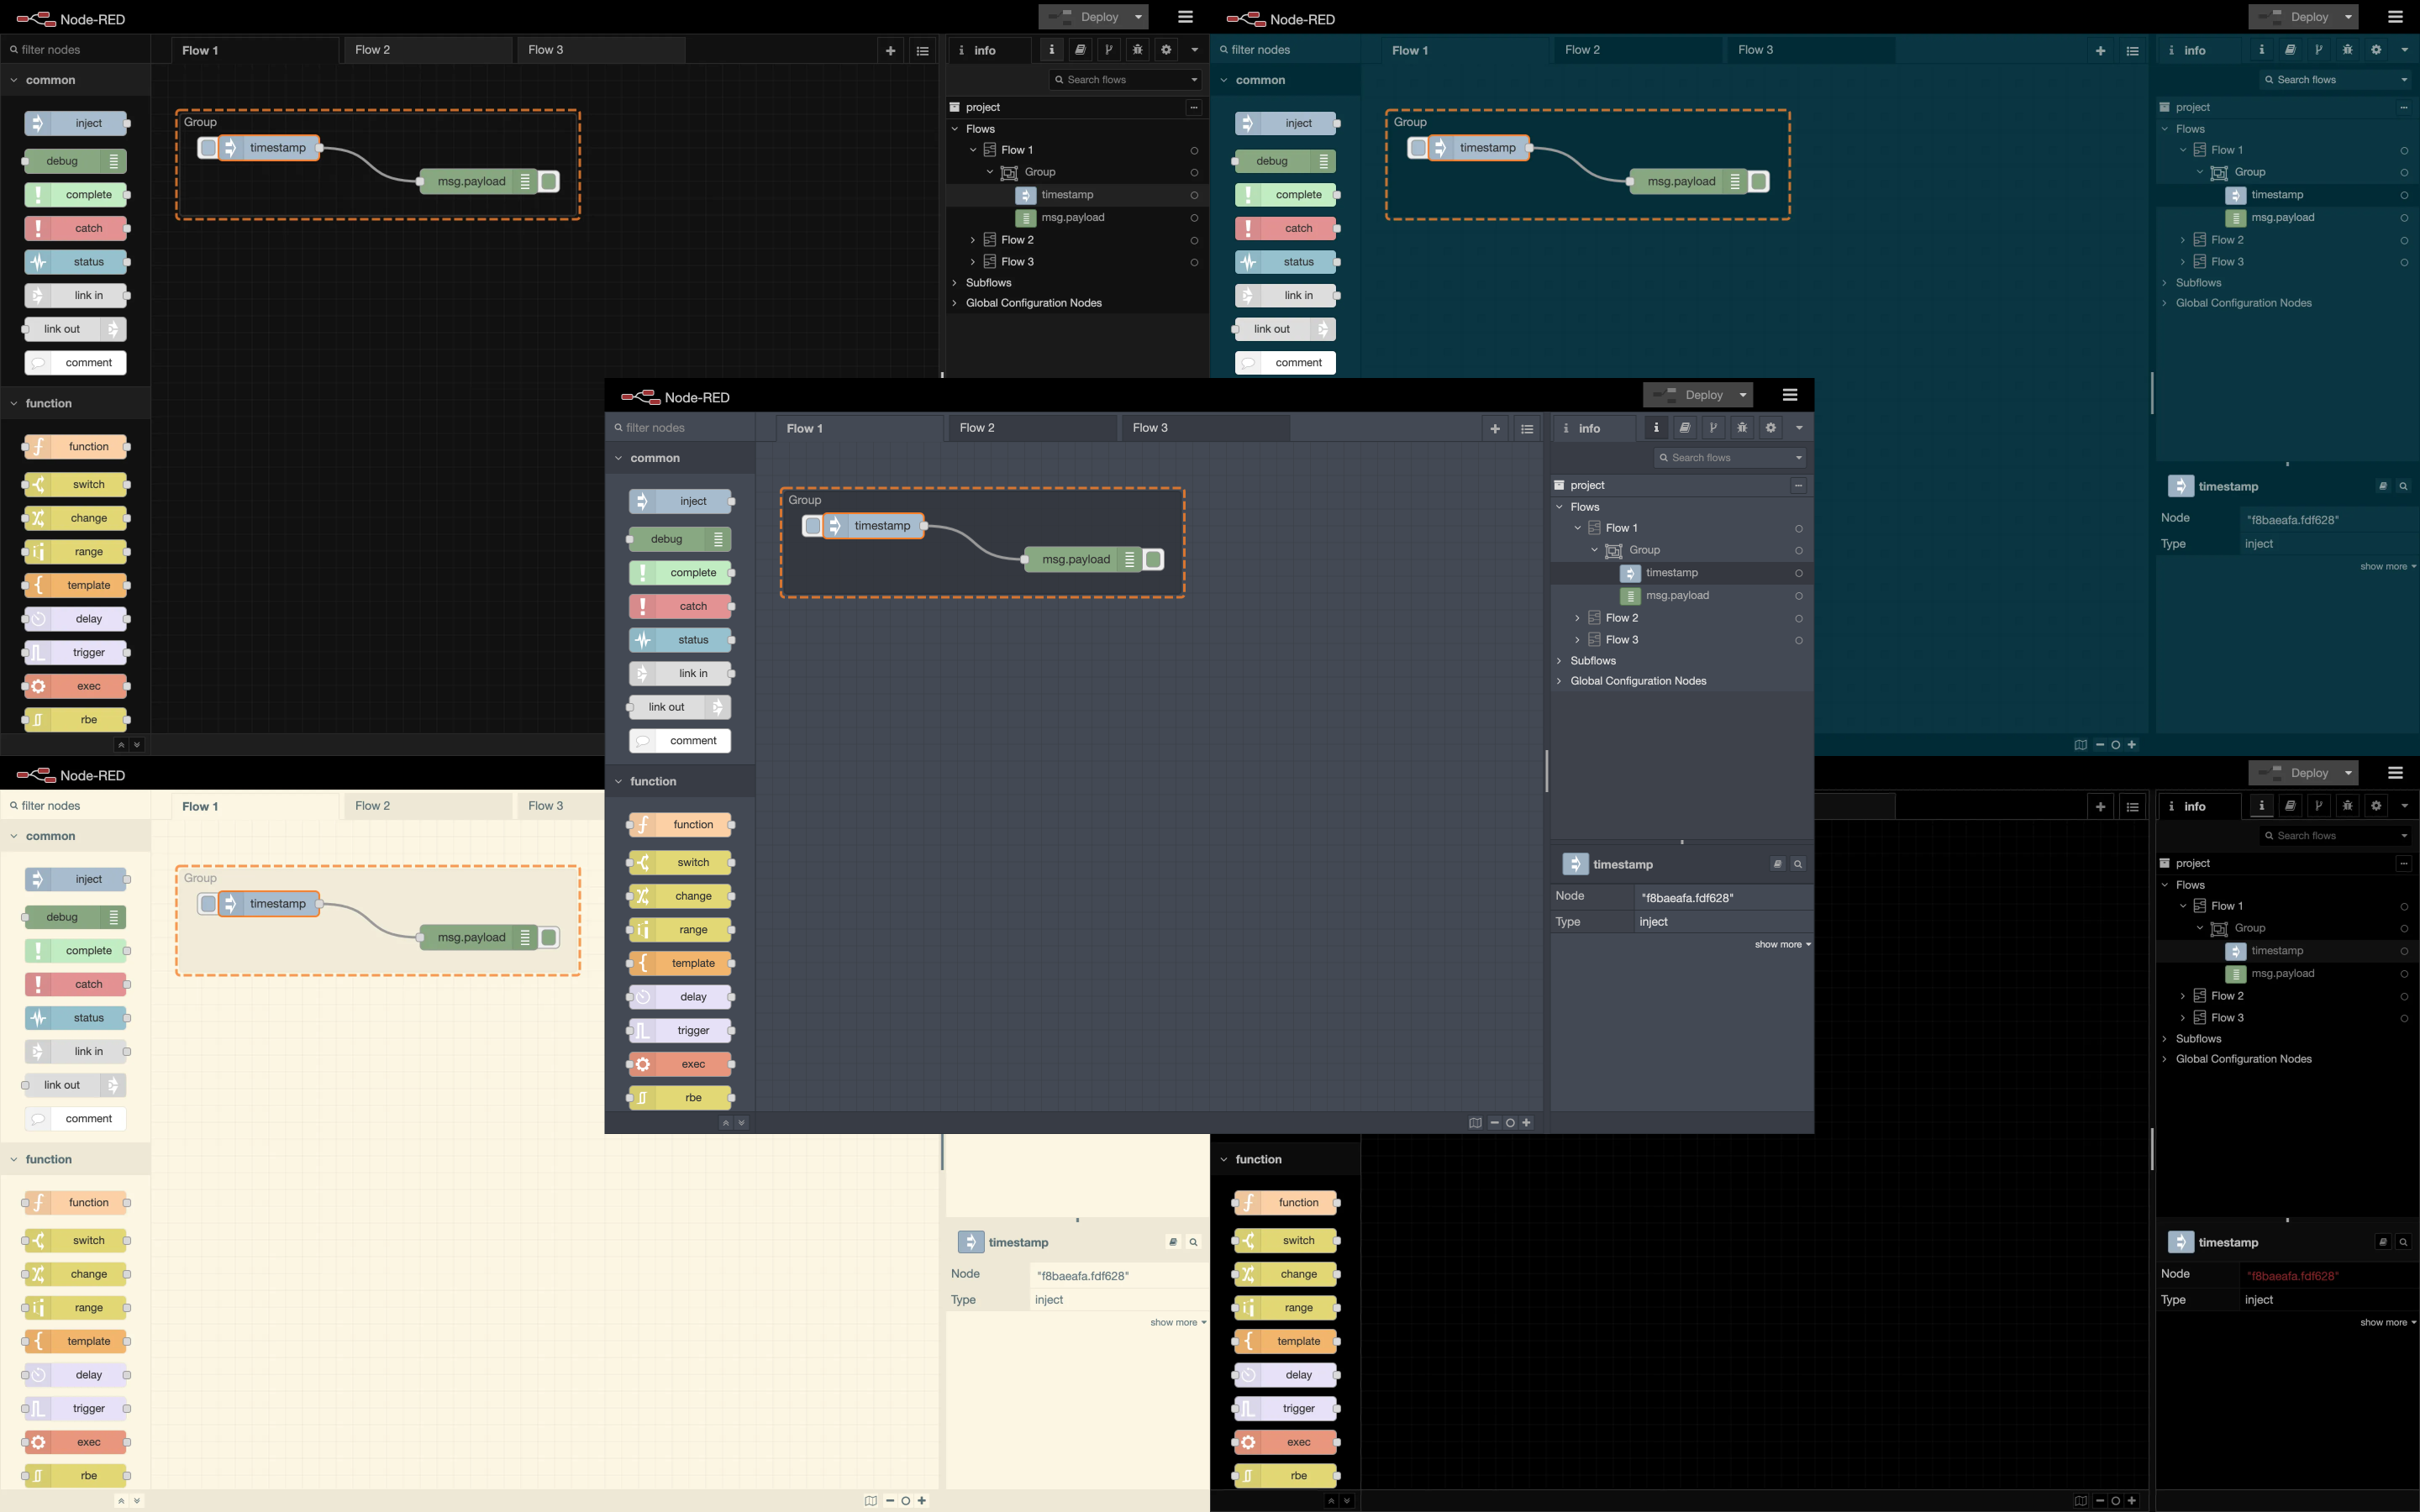 Node-RED
Deploy
filter nodes
Flow 1
Flow 2
Flow 3
info
Search flows
common
inject
debug
complete
catch
status
link in
link out
comment
function
function
switch
change
range
template
delay
trigger
exec
rbe
Group
timestamp
msg.payload
project
Flows
Flow 1
Group
timestamp
msg.payload
Flow 2
Flow 3
Subflows
Global Configuration Nodes
Node-RED
Deploy
filter nodes
Flow 1
Flow 2
Flow 3
info
Search flows
common
inject
debug
complete
catch
status
link in
link out
comment
Group
timestamp
msg.payload
project
Flows
Flow 1
Group
timestamp
msg.payload
Flow 2
Flow 3
Subflows
Global Configuration Nodes
timestamp
Node "f8baeafa.fdf628"
Type inject
show more
Node-RED
Deploy
filter nodes
Flow 1
Flow 2
Flow 3
info
Search flows
common
inject
debug
complete
catch
status
link in
link out
comment
function
function
switch
change
range
template
delay
trigger
exec
rbe
Group
timestamp
msg.payload
project
Flows
Flow 1
Group
timestamp
msg.payload
Flow 2
Flow 3
Subflows
Global Configuration Nodes
timestamp
Node "f8baeafa.fdf628"
Type inject
show more
Node-RED
filter nodes
Flow 1
Flow 2
Flow 3
common
inject
debug
complete
catch
status
link in
link out
comment
function
function
switch
change
range
template
delay
trigger
exec
rbe
Group
timestamp
msg.payload
timestamp
Node "f8baeafa.fdf628"
Type inject
show more
Deploy
info
Search flows
project
Flows
Flow 1
Group
timestamp
msg.payload
Flow 2
Flow 3
Subflows
Global Configuration Nodes
function
function
switch
change
range
template
delay
trigger
exec
rbe
timestamp
Node "f8baeafa.fdf628"
Type inject
show more